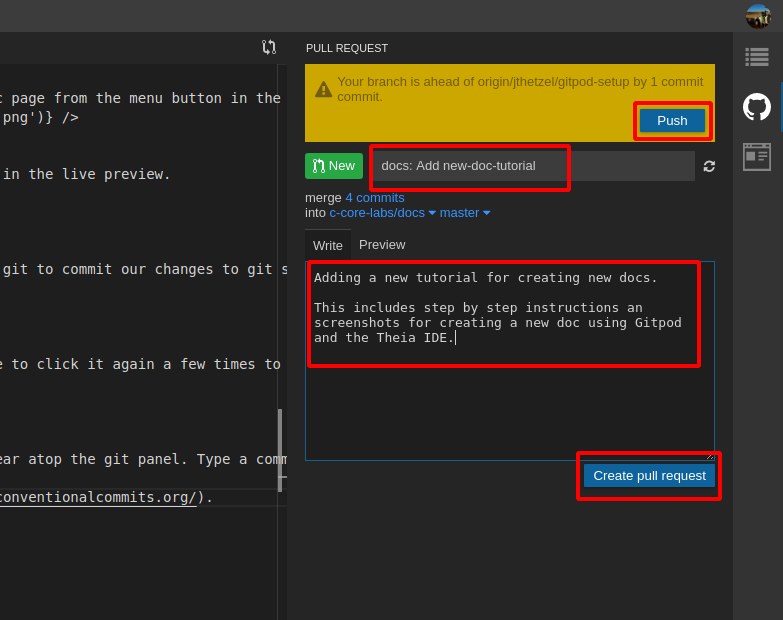 PULL REQUEST
Your branch is ahead of origin/jthetzel/gitpod-setup by 1 commit
commit.
Push
New
docs: Add new-doc-tutorial
merge 4 commits
into c-core-labs/docs master
Write Preview
Adding a new tutorial for creating new docs.
This includes step by step instructions an
screenshots for creating a new doc using Gitpod
and the Theia IDE.
Create pull request
page from the menu button in the
png')} />
in the live preview.
git to commit our changes to git s
to click it again a few times to
ear atop the git panel. Type a com
conventionalcommits.org/).